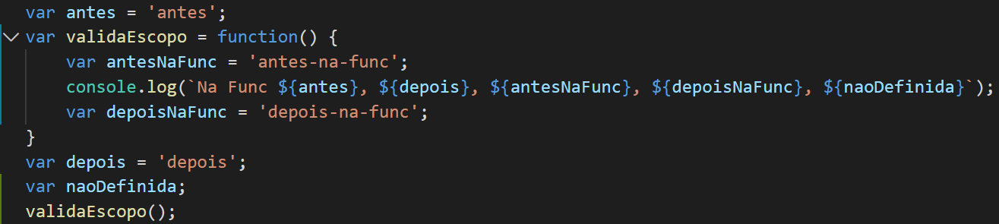 var antes = 'antes';
var validaEscopo = function() {
var antesNaFunc = 'antes-na-func';
console.log(`Na Func ${antes}, ${depois}, ${antesNaFunc}, ${depoisNaFunc}, ${naoDefinida}`);
var depoisNaFunc = 'depois-na-func';
}
var depois = 'depois';
var naoDefinida;
validaEscopo();